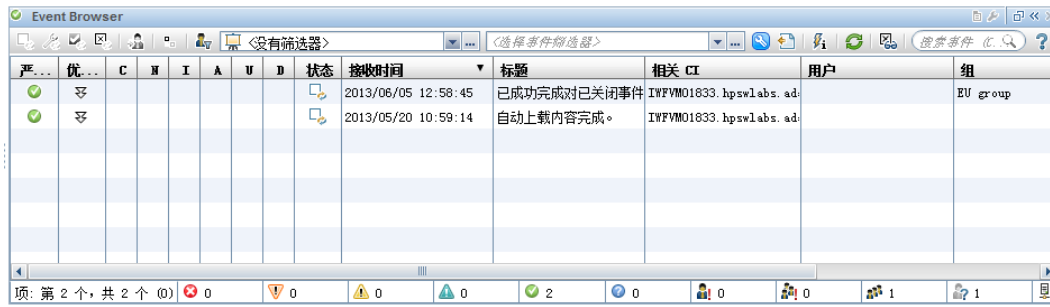 Event Browser
<没有筛选器> ... <选择事件筛选器> ... 搜索事件 (C. ?
严... 优... C N I A U D 状态 接收时间 标题 相关 CI 用户 组
2013/06/05 12:58:45 已成功完成对已关闭事件 IWFVM01833.hpswlabs.ad EU group
2013/05/20 10:59:14 自动上载内容完成。 IWFVM01833.hpswlabs.ad
项: 第 2 个，共 2 个 (0) 0 0 0 0 2 0 0 0 1 1